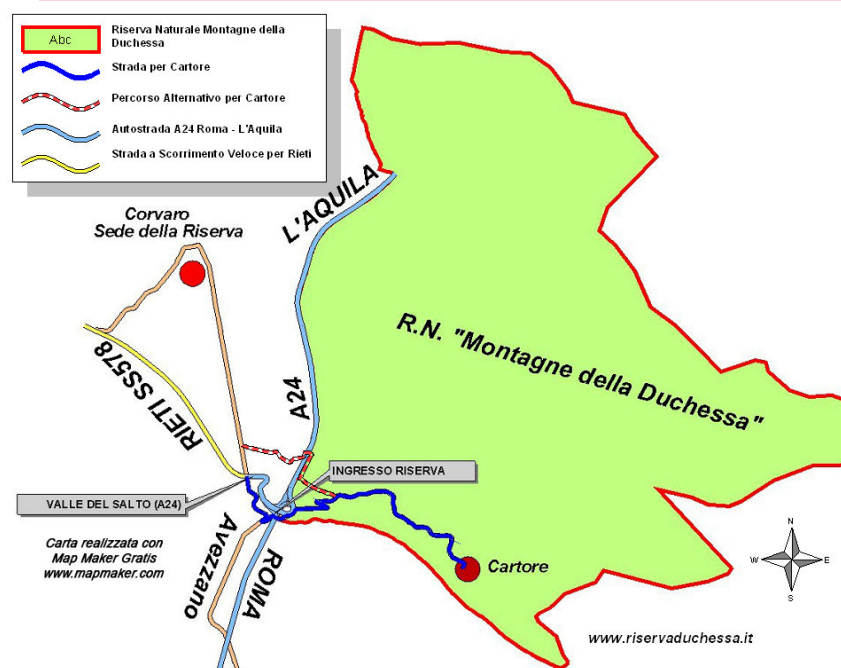 Abc
Riserva Naturale Montagne della
Duchessa
Strada per Cartore
Percorso Alternativo per Cartore
Autostrada A24 Roma - L'Aquila
Strada a Scorrimento Veloce per Rieti
Corvaro
Sede della Riserva
L'AQUILA
R.N. "Montagne della Duchessa"
RIETI SS578
A24
INGRESSO RISERVA
VALLE DEL SALTO (A24)
Avezzano
ROMA
Carta realizzata con
Map Maker Gratis
www.mapmaker.com
Cartore
N
W
E
S
www.riservaduchessa.it